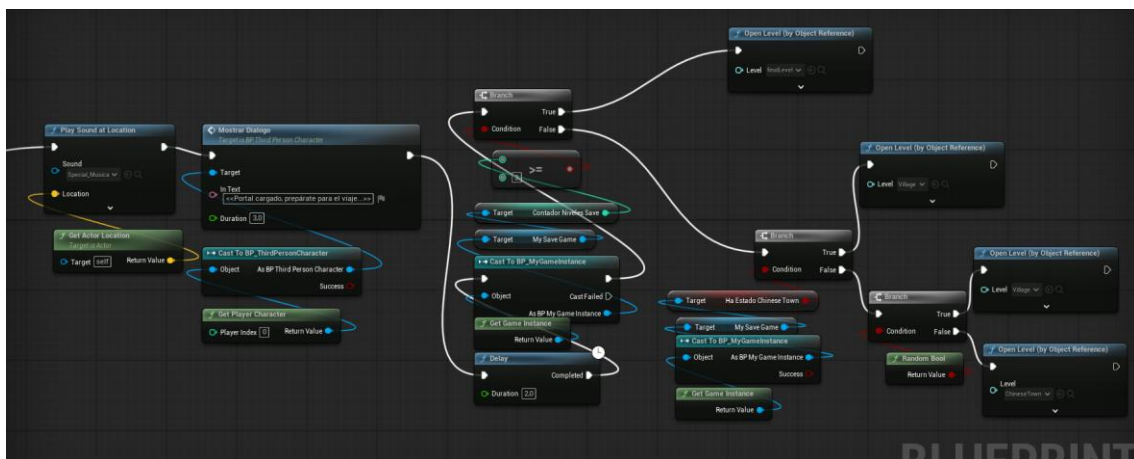 Play Sound at Location
Sound
Special_Musica
Location
Get Actor Location
Target is Actor
Target
self
Return Value
Mostrar Dialogo
Target is BP Third Person Character
Target
In Text
<<Portal cargado, prepárate para el viaje...>>
Duration
3,0
Cast To BP_ThirdPersonCharacter
Object
As BP Third Person Character
Success
Get Player Character
Player Index
0
Return Value
Branch
True
Condition
False
>=
Target
Contador Niveles Save
Target
My Save Game
Cast To BP_MyGameInstance
Object
Cast Failed
As BP My Game Instance
Get Game Instance
Return Value
Delay
Completed
Duration
2,0
Open Level (by Object Reference)
Level
finalLevel
Branch
True
Condition
False
Target
Ha Estado Chinese Town
Target
My Save Game
Cast To BP_MyGameInstance
Object
As BP My Game Instance
Success
Get Game Instance
Return Value
Open Level (by Object Reference)
Level
Village
Branch
True
Condition
False
Random Bool
Return Value
Open Level (by Object Reference)
Level
Village
Open Level (by Object Reference)
Level
ChineseTown
BLUEPRINT